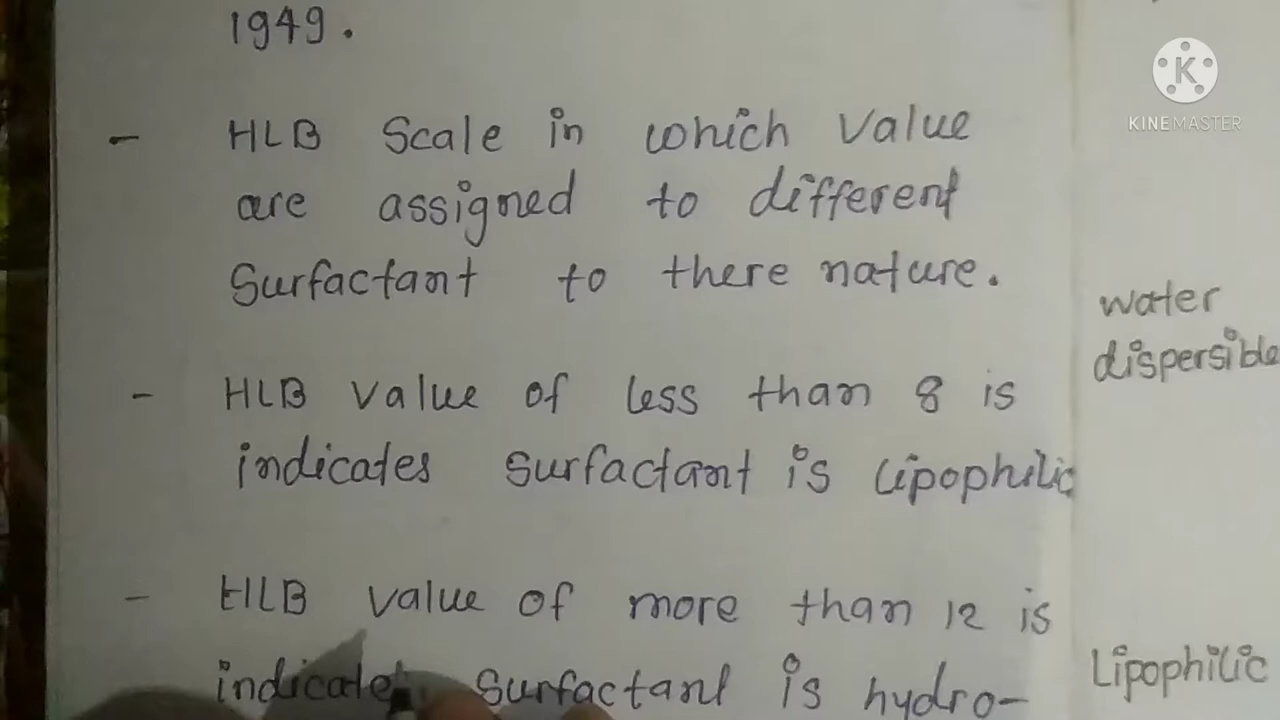 1949.
- HLB Scale in which value
are assigned to different
Surfactant to there nature.
- HLB value of less than 8 is
indicates surfactant is lipophilic
- HLB value of more than 12 is
indicate surfactant is hydro-
water
dispersible
Lipophilic
K
KINEMASTER